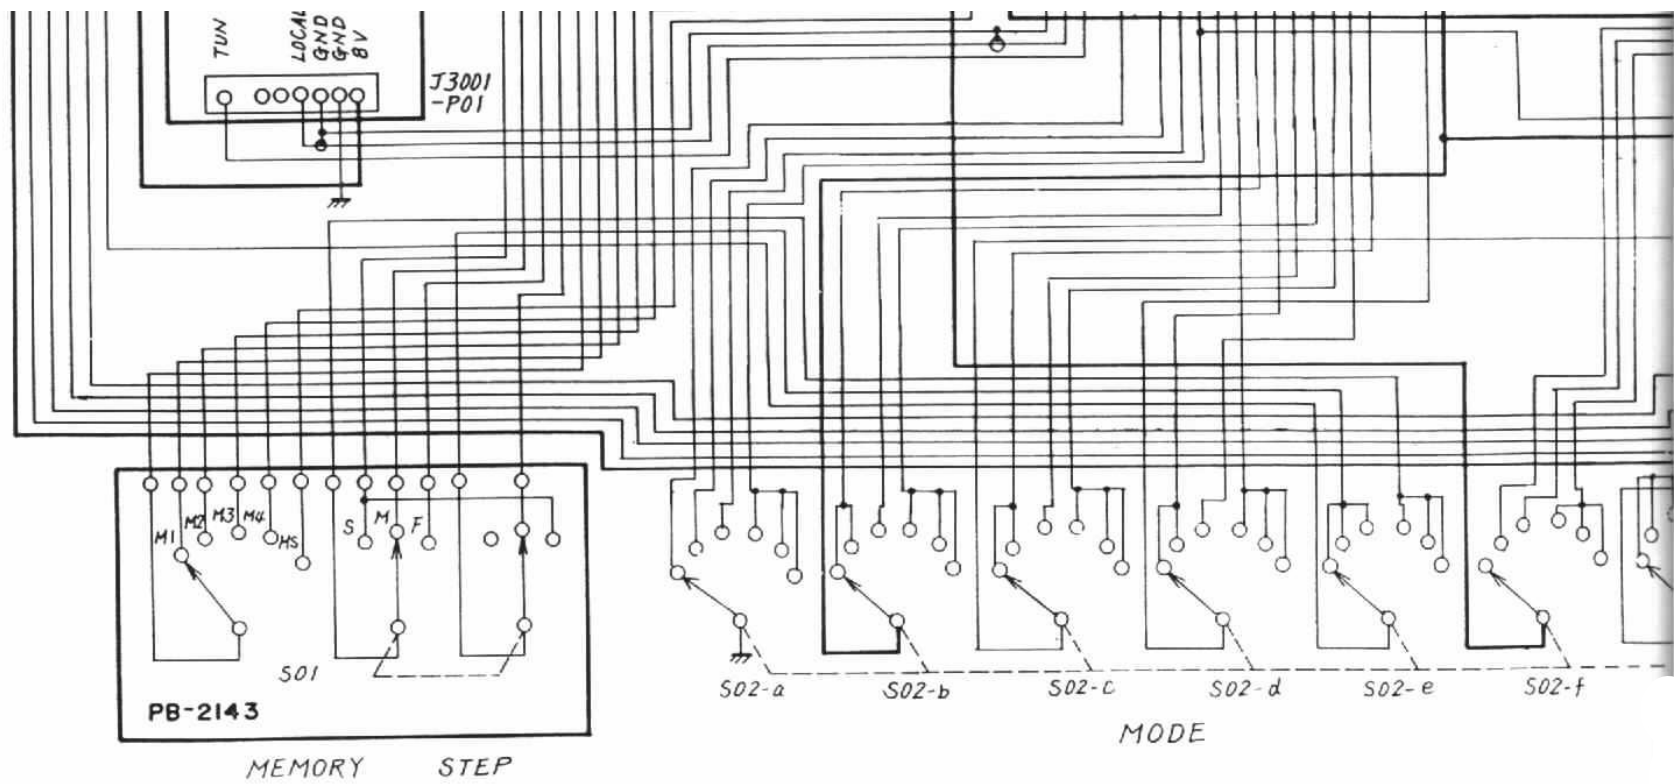 TUN
LOCAL
GND
GND
8V
J3001
-P01
M1
M2
M3
M4
M5
S
M
F
S01
PB-2143
MEMORY STEP
S02-a
S02-b
S02-c
S02-d
S02-e
S02-f
MODE